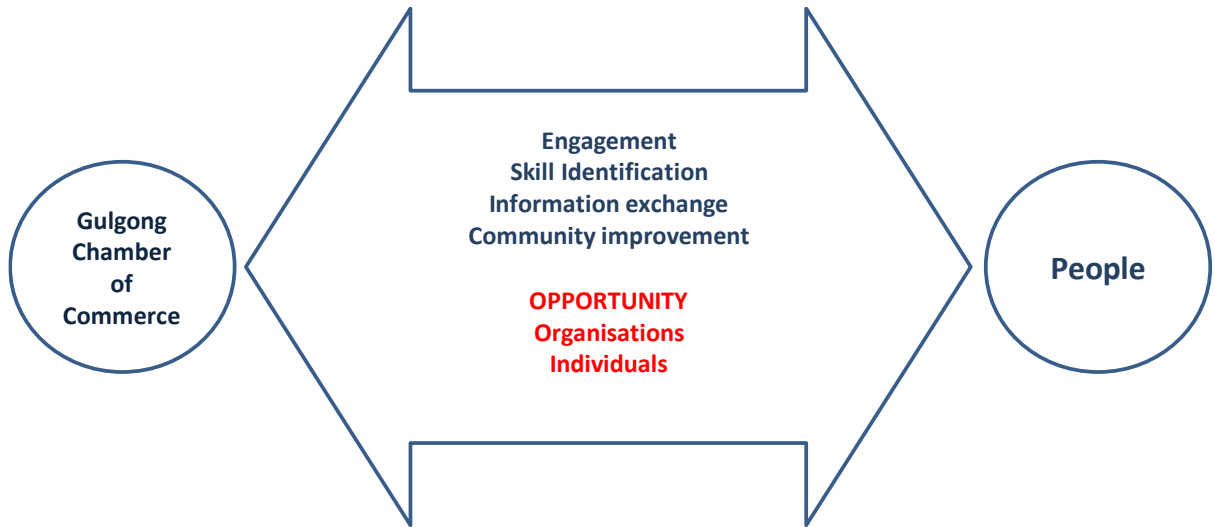 Gulgong
Chamber
of
Commerce
Engagement
Skill Identification
Information exchange
Community improvement
OPPORTUNITY
Organisations
Individuals
People